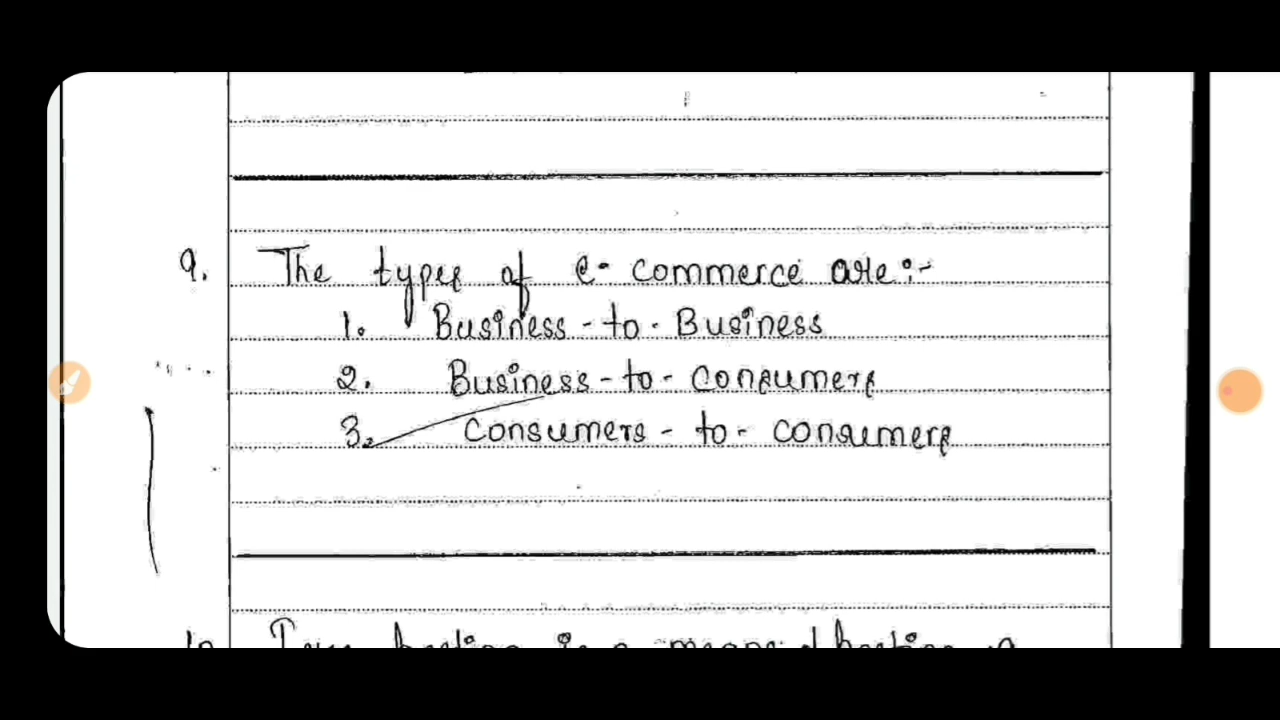 9. The types of e-commerce are:-
1. Business-to-Business
2. Business-to-consumers
3. Consumers-to-consumers